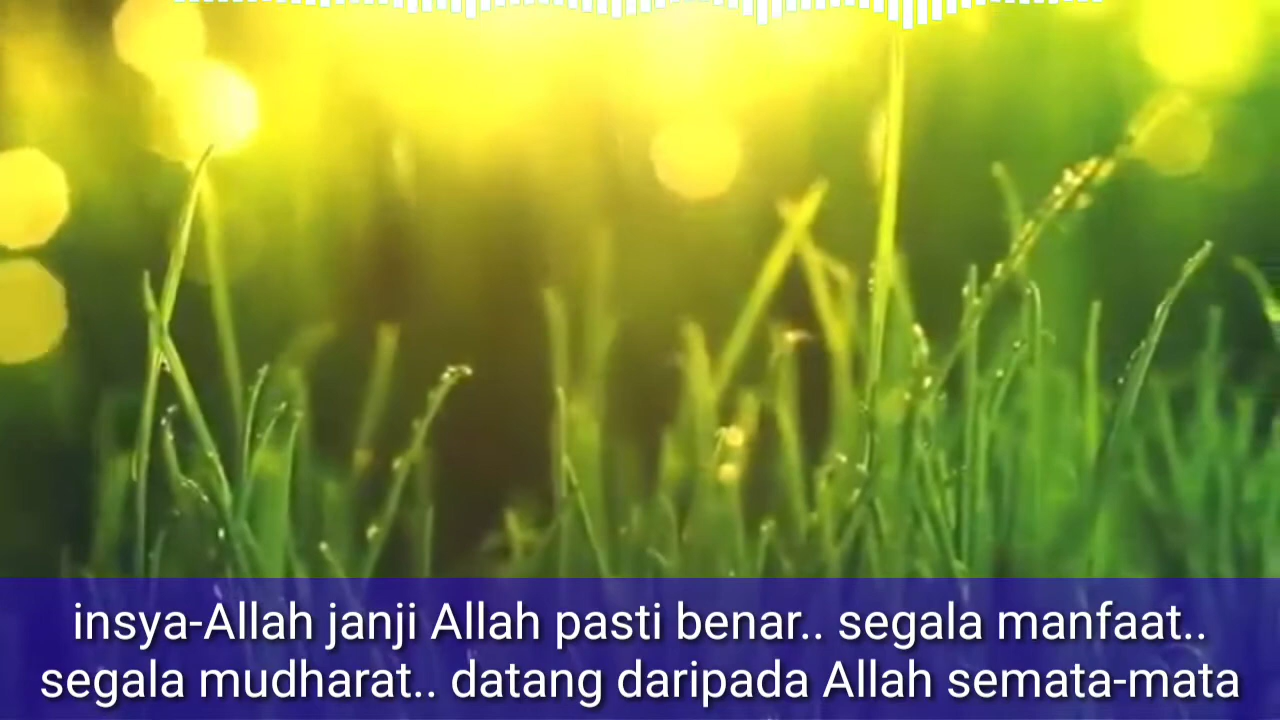 insya-Allah janji Allah pasti benar.. segala manfaat..
segala mudharat.. datang daripada Allah semata-mata